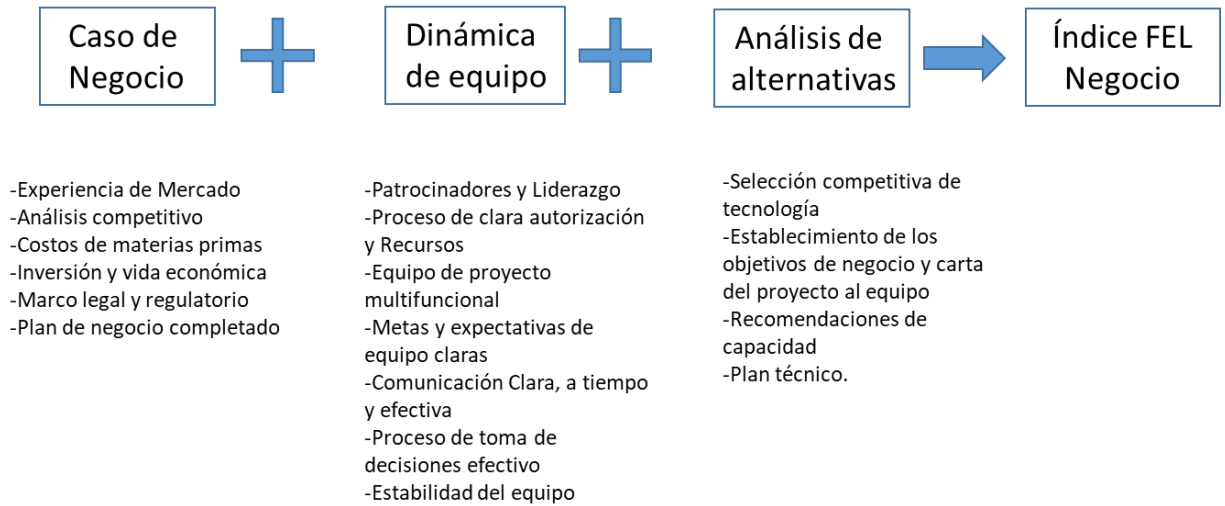 Caso de
Negocio
Dinámica
de equipo
Análisis de
alternativas
Índice FEL
Negocio
-Experiencia de Mercado
-Análisis competitivo
-Costos de materias primas
-Inversión y vida económica
-Marco legal y regulatorio
-Plan de negocio completado
-Patrocinadores y Liderazgo
-Proceso de clara autorización
y Recursos
-Equipo de proyecto
multifuncional
-Metas y expectativas de
equipo claras
-Comunicación Clara, a tiempo
y efectiva
-Proceso de toma de
decisiones efectivo
-Estabilidad del equipo
-Selección competitiva de
tecnología
-Establecimiento de los
objetivos de negocio y carta
del proyecto al equipo
-Recomendaciones de
capacidad
-Plan técnico.